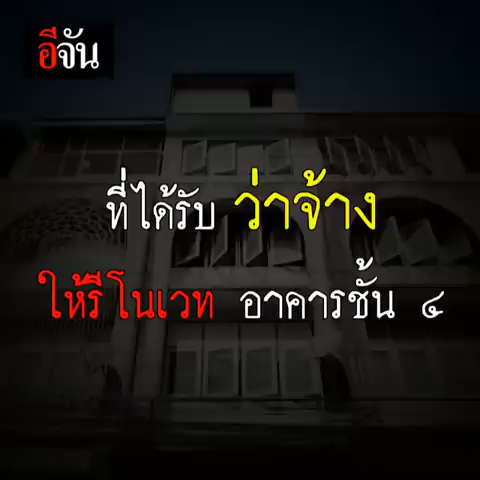 อีจัน
ที่ได้รับ ว่าจ้าง
ให้รีโนเวท อาคารชั้น ๔